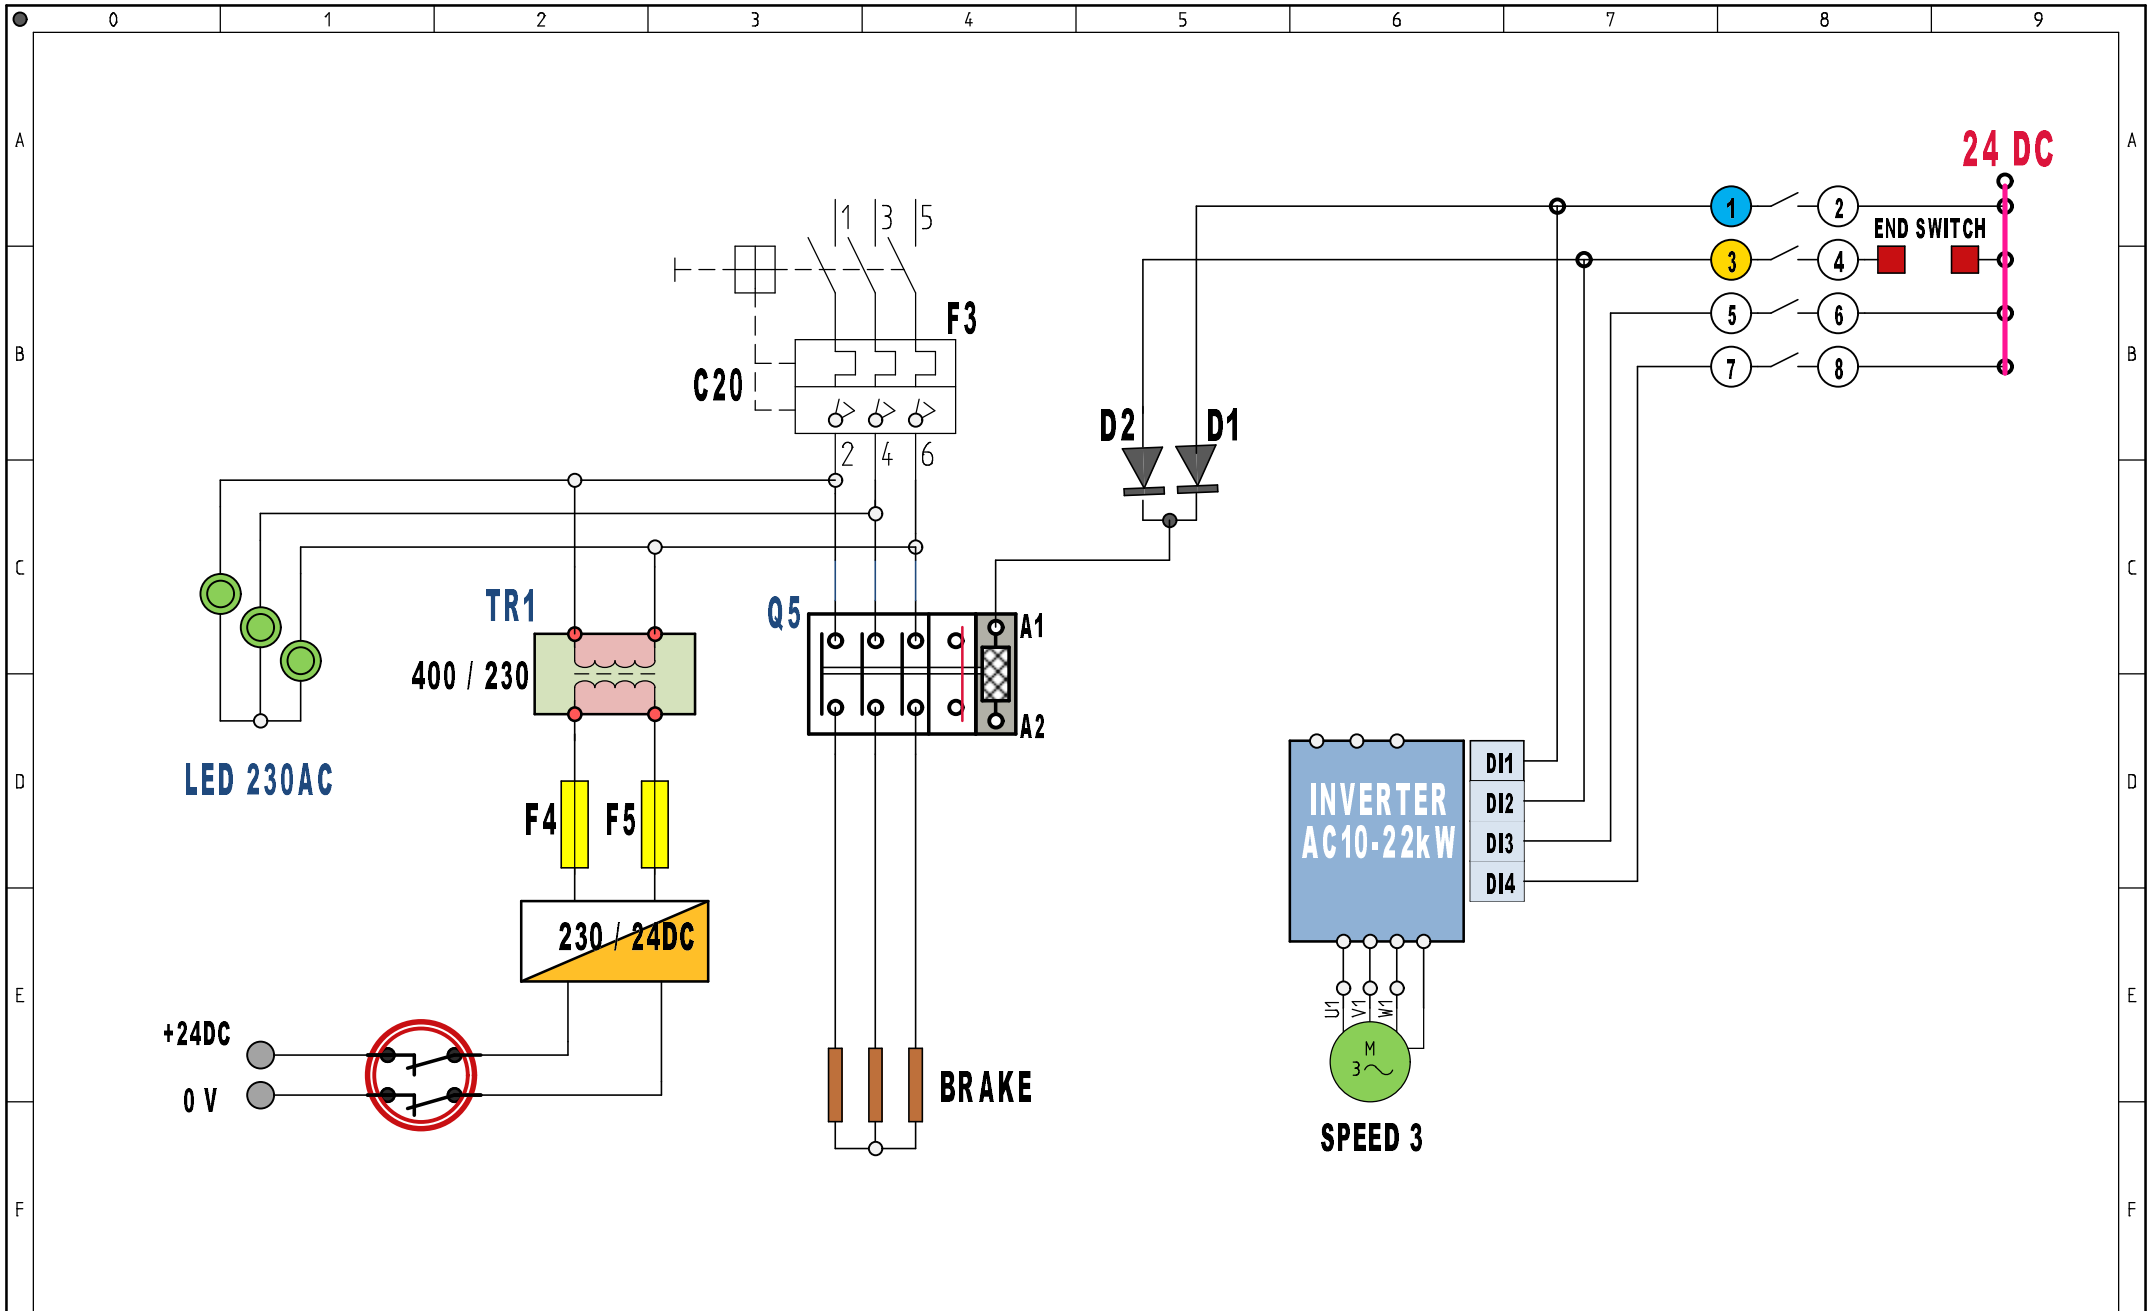 0 1 2 3 4 5 6 7 8 9
A A
24 DC
1 3 5
1 2
END SWITCH
3 4
F3
5 6
B B
C20
7 8
D2 D1
2 4 6
C C
TR1
Q5
A1
400 / 230
A2
LED 230AC
DI1
D D
INVERTER
DI2
F4 F5
AC10-22kW
DI3
DI4
230 / 24DC
E E
U1 V1 W1
+24DC
M
3
0 V
BRAKE
SPEED 3
F F